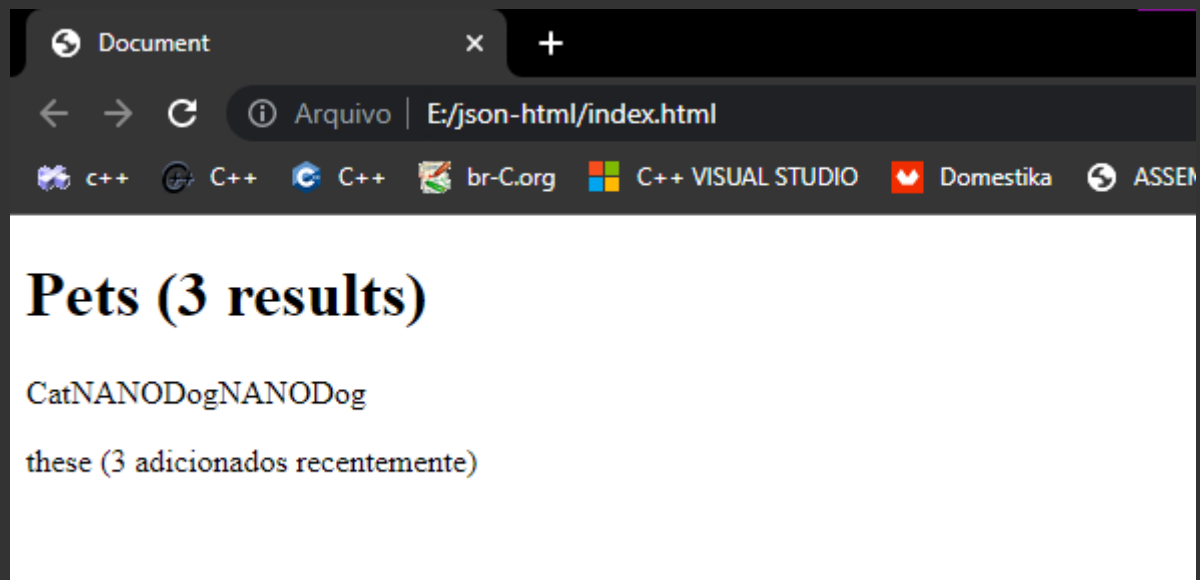 Document
Arquivo E:/json-html/index.html
c++ C++ C++ br-C.org C++ VISUAL STUDIO Domestika ASSEM
Pets (3 results)
CatNANODogNANODog
these (3 adicionados recentemente)